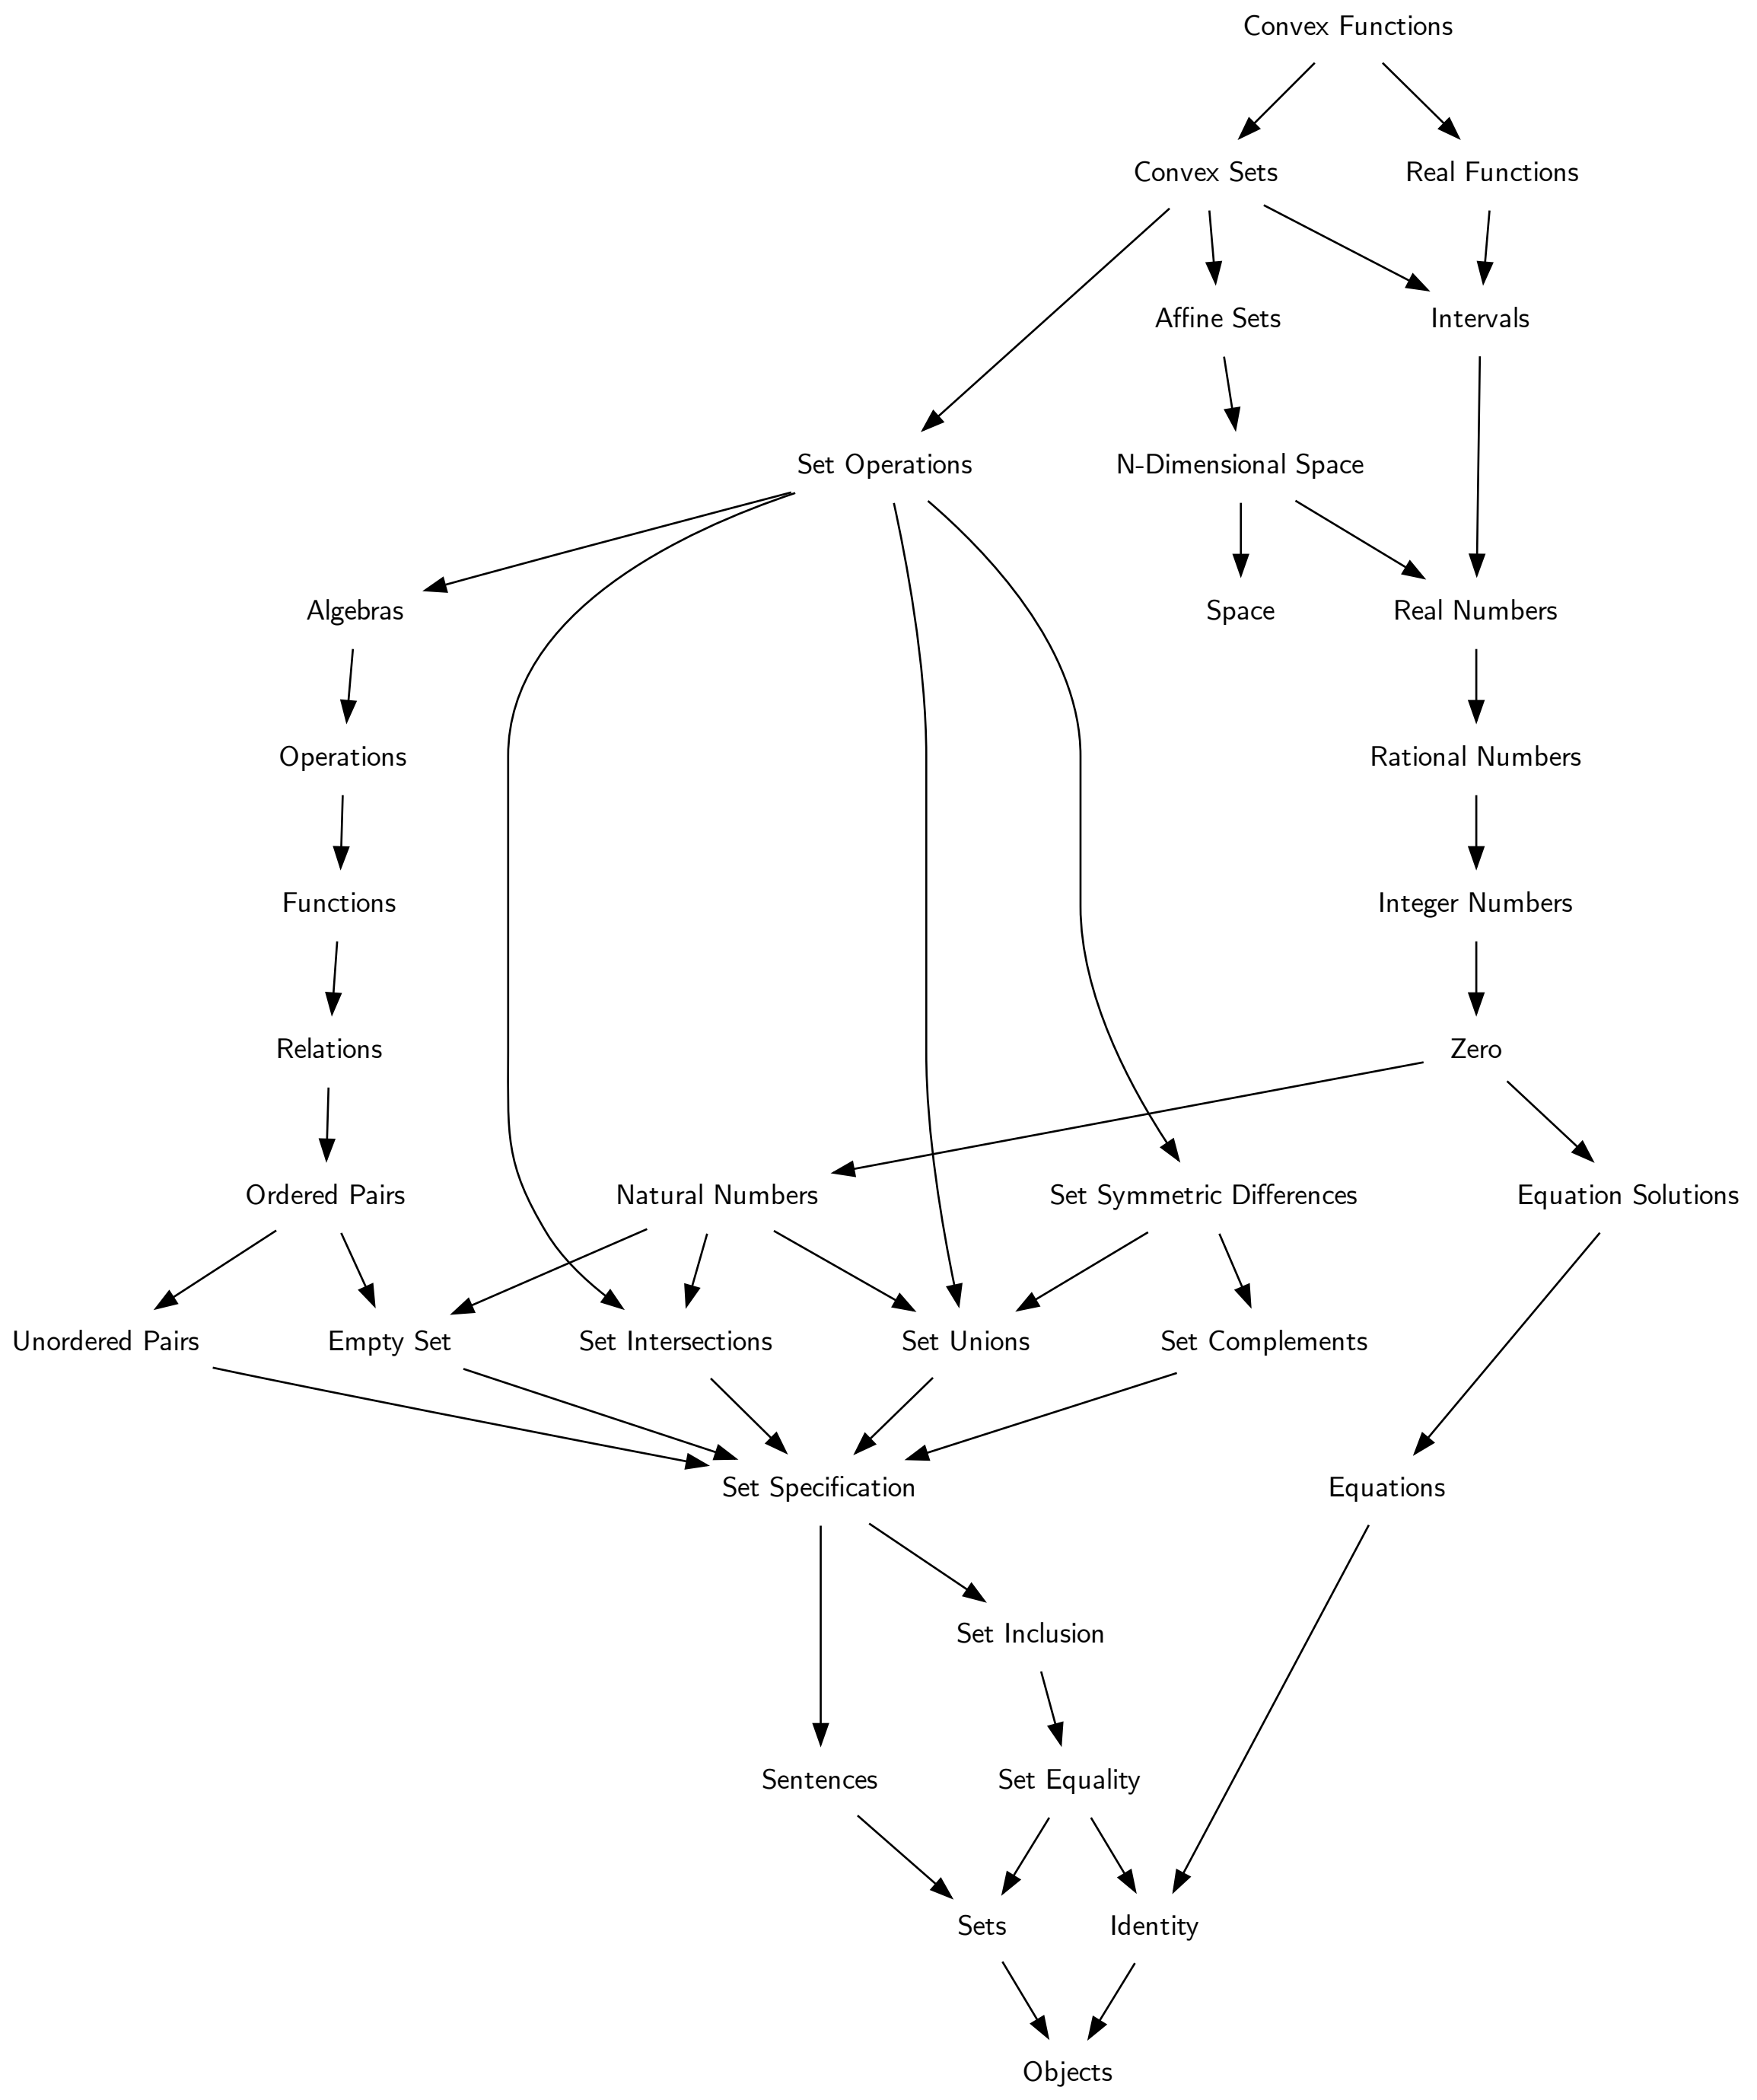 Convex Functions
Convex Sets
Real Functions
Affine Sets
Intervals
Set Operations
N-Dimensional Space
Algebras
Space
Real Numbers
Operations
Rational Numbers
Functions
Integer Numbers
Relations
Zero
Ordered Pairs
Natural Numbers
Set Symmetric Differences
Equation Solutions
Unordered Pairs
Empty Set
Set Intersections
Set Unions
Set Complements
Set Specification
Equations
Set Inclusion
Sentences
Set Equality
Sets
Identity
Objects